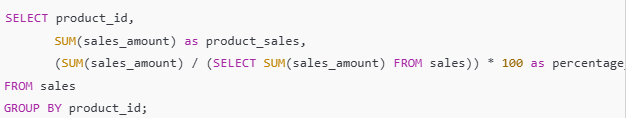 SELECT product_id,
SUM(sales_amount) as product_sales,
(SUM(sales_amount) / (SELECT SUM(sales_amount) FROM sales)) * 100 as percentage_
FROM sales
GROUP BY product_id;